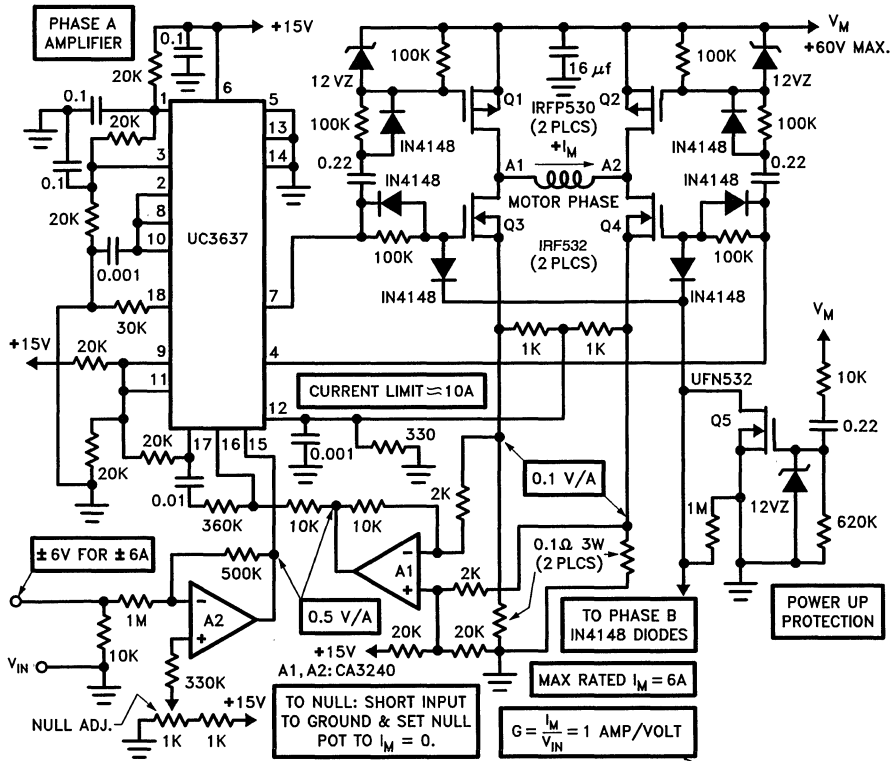 PHASE A
AMPLIFIER
0.1
+15V
20K
6
0.1
1
20K
0.1
3
2
20K
8
10
0.001
UC3637
5
13
14
18
30K
7
+15V
20K
9
4
11
12
20K
20K
17
16
15
0.01
360K
10K
10K
CURRENT LIMIT ≈ 10A
0.001
330
12VZ
100K
16 μf
100K
V_M
+60V MAX.
12VZ
Q1
IRFP530
(2 PLCS)
Q2
100K
IN4148
+I_M
IN4148
100K
0.22
A1
A2
0.22
IN4148
MOTOR PHASE
IN4148
Q3
Q4
IRF532
(2 PLCS)
100K
100K
IN4148
IN4148
1K
1K
V_M
UFN532
10K
Q5
0.22
12VZ
1M
620K
0.1 V/A
2K
0.1Ω 3W
(2 PLCS)
-
A1
+
2K
20K
20K
+15V
0.5 V/A
± 6V FOR ± 6A
500K
1M
-
A2
+
10K
V_IN
330K
+15V
NULL ADJ.
1K
1K
A1, A2: CA3240
TO NULL: SHORT INPUT
TO GROUND & SET NULL
POT TO I_M = 0.
TO PHASE B
IN4148 DIODES
POWER UP
PROTECTION
MAX RATED I_M = 6A
G = I_M/V_IN = 1 AMP/VOLT